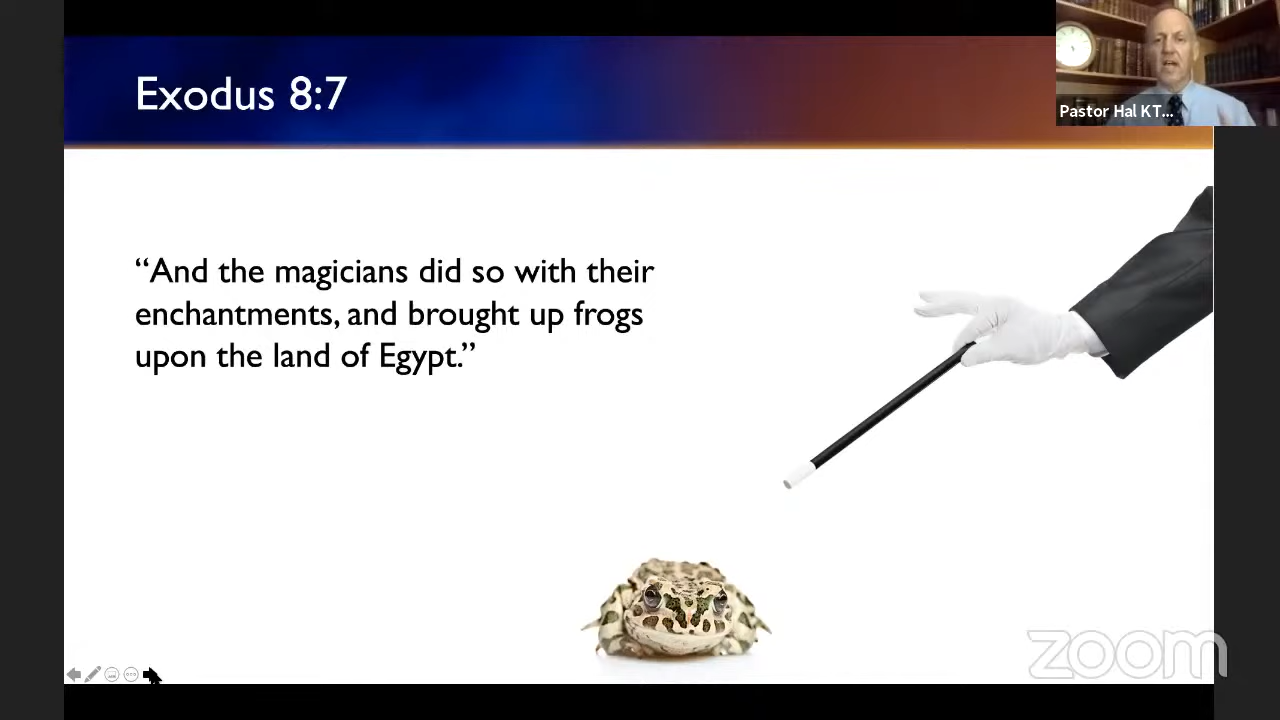 Exodus 8:7
Pastor Hal KT...
“And the magicians did so with their
enchantments, and brought up frogs
upon the land of Egypt.”
zoom